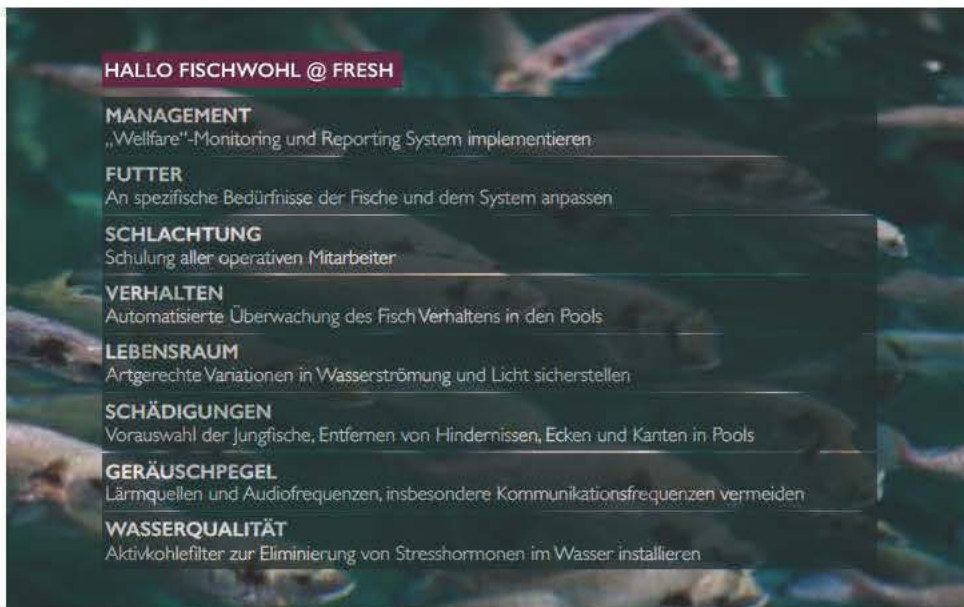 HALLO FISCHWOHL @ FRESH
MANAGEMENT
„Wellfare“-Monitoring und Reporting System implementieren
FUTTER
An spezifische Bedürfnisse der Fische und dem System anpassen
SCHLACHTUNG
Schulung aller operativen Mitarbeiter
VERHALTEN
Automatisierte Überwachung des Fisch Verhaltens in den Pools
LEBENSRAUM
Artgerechte Variationen in Wasserströmung und Licht sicherstellen
SCHÄDIGUNGEN
Vorauswahl der Jungfische, Entfernen von Hindernissen, Ecken und Kanten in Pools
GERÄUSCHPEGEL
Lärmquellen und Audiofrequenzen, insbesondere Kommunikationsfrequenzen vermeiden
WASSERQUALITÄT
Aktivkohlefilter zur Eliminierung von Stresshormonen im Wasser installieren